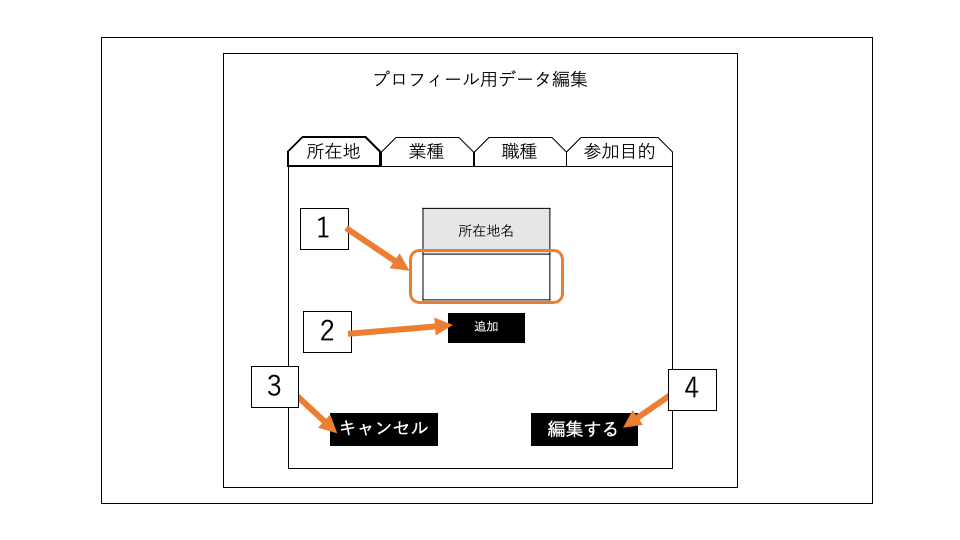 プロフィール用データ編集
所在地 業種 職種 参加目的
1
所在地名
2
追加
3
4
キャンセル
編集する